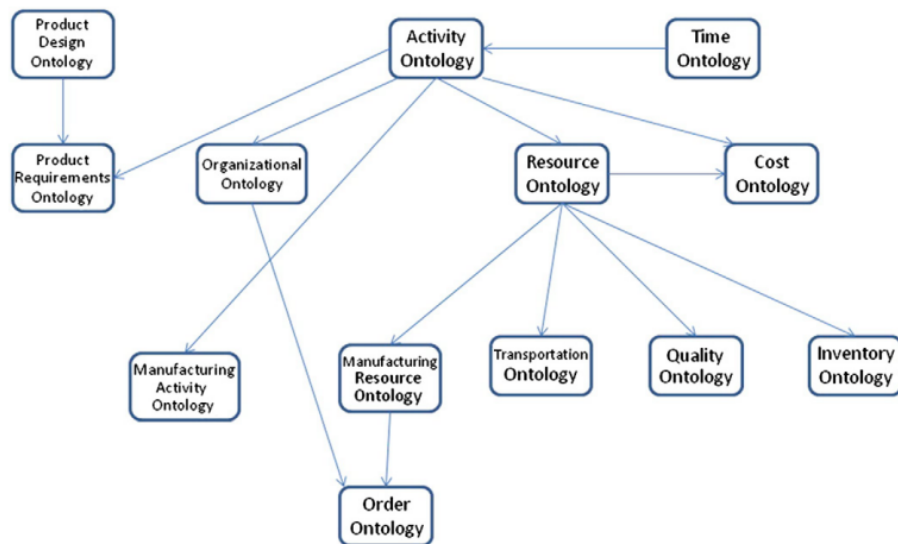 Product
Design
Ontology
Activity
Ontology
Time
Ontology
Product
Requirements
Ontology
Organizational
Ontology
Resource
Ontology
Cost
Ontology
Manufacturing
Activity
Ontology
Manufacturing
Resource
Ontology
Transportation
Ontology
Quality
Ontology
Inventory
Ontology
Order
Ontology